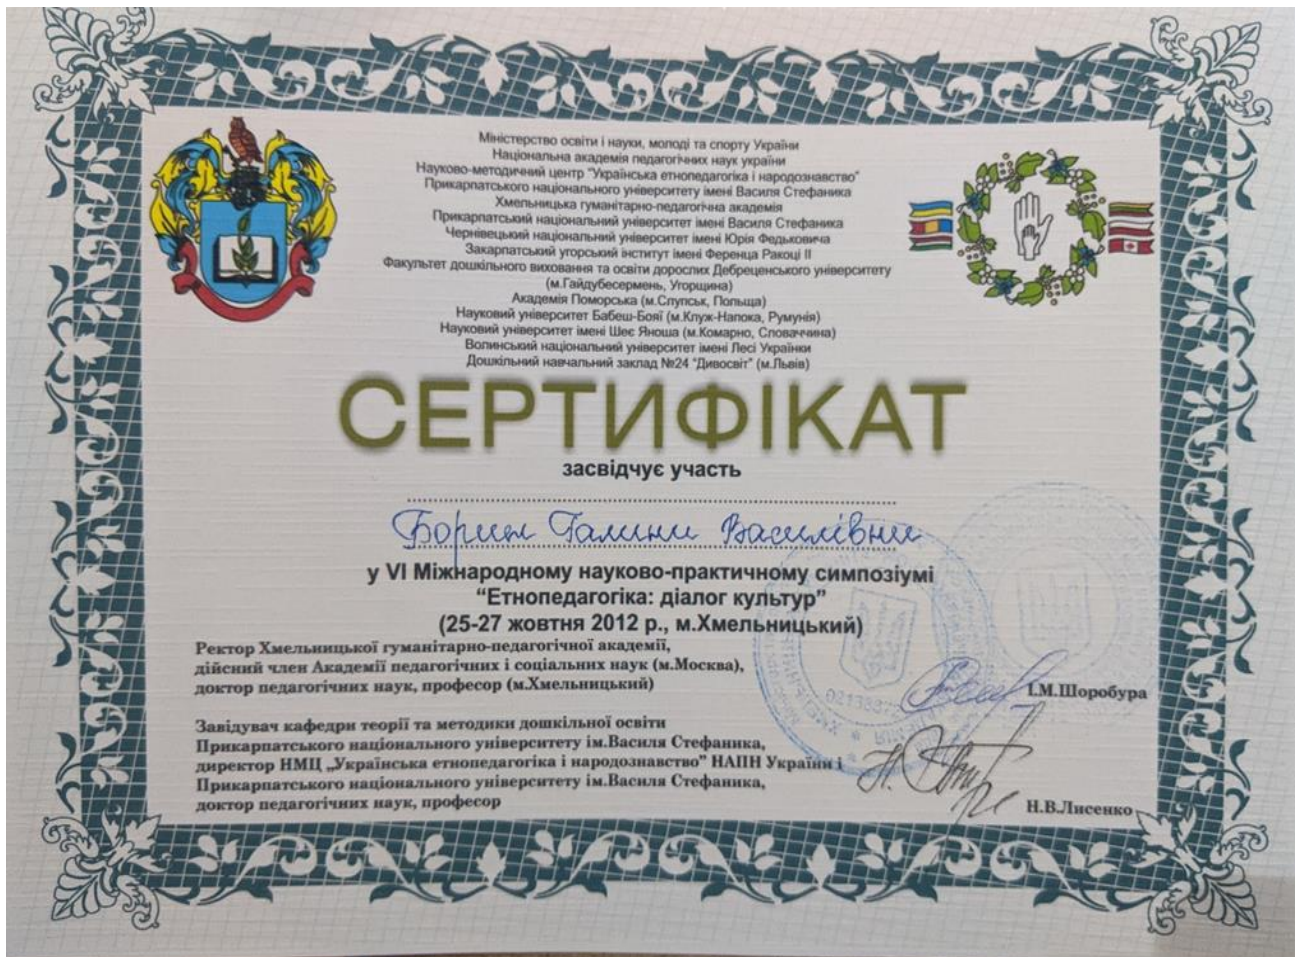 Міністерство освіти і науки, молоді та спорту України
Національна академія педагогічних наук україни
Науково-методичний центр "Українська етнопедагогіка і народознавство"
Прикарпатського національного університету імені Василя Стефаника
Хмельницька гуманітарно-педагогічна академія
Прикарпатський національний університет імені Василя Стефаника
Чернівецький національний університет імені Юрія Федьковича
Закарпатський угорський інститут імені Ференца Ракоці ІІ
Факультет дошкільного виховання та освіти дорослих Дебреценського університету
(м.Гайдубесермень, Угорщина)
Академія Поморська (м.Слупськ, Польща)
Науковий університет Бабеш-Бояї (м.Клуж-Напока, Румунія)
Науковий університет імені Шеє Яноша (м.Комарно, Словаччина)
Волинський національний університет імені Лесі Українки
Дошкільний навчальний заклад №24 "Дивосвіт" (м.Львів)
СЕРТИФІКАТ
засвідчує участь
Борин Галини Василівни
у VI Міжнародному науково-практичному симпозіумі
"Етнопедагогіка: діалог культур"
(25-27 жовтня 2012 р., м.Хмельницький)
Ректор Хмельницької гуманітарно-педагогічної академії,
дійсний член Академії педагогічних і соціальних наук (м.Москва),
доктор педагогічних наук, професор (м.Хмельницький)
І.М.Шоробура
Завідувач кафедри теорії та методики дошкільної освіти
Прикарпатського національного університету ім.Василя Стефаника,
директор НМЦ „Українська етнопедагогіка і народознавство" НАПН України і
Прикарпатського національного університету ім.Василя Стефаника,
доктор педагогічних наук, професор
Н.В.Лисенко